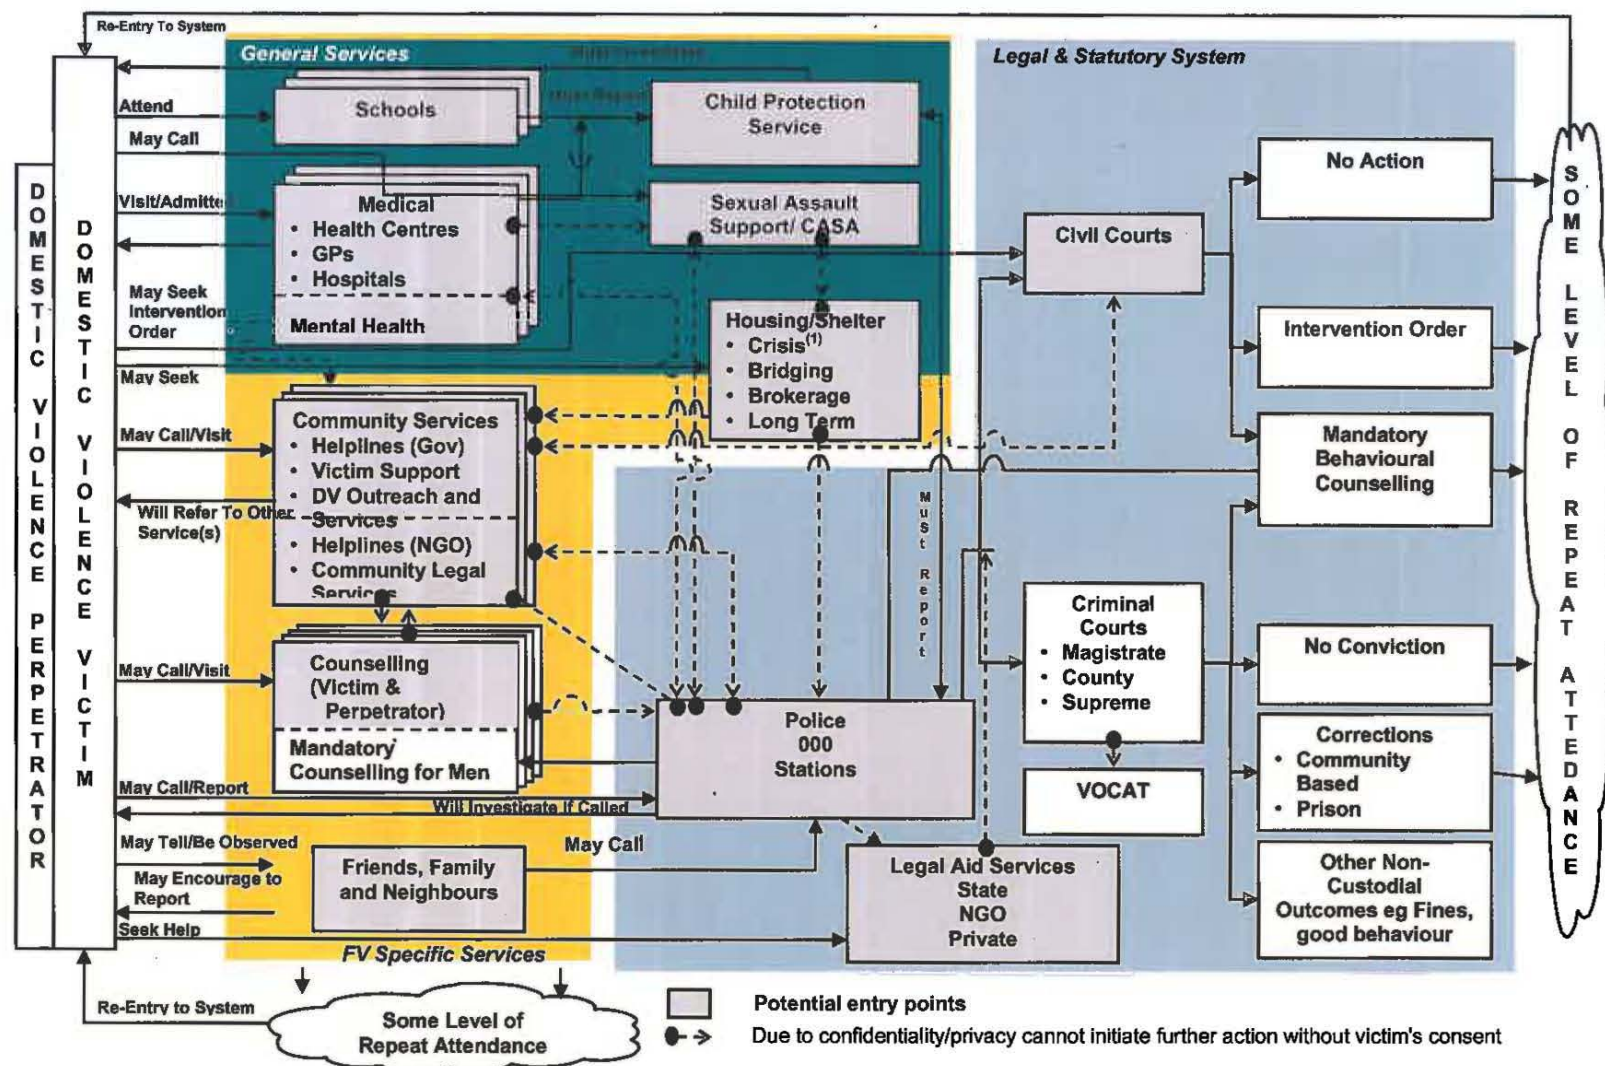 Re-Entry To System
General Services
Legal & Statutory System
Attend
May Call
Visit/Admitte
May Seek
Intervention
Order
May Seek
May Call/Visit
Will Refer To Other
Service(s)
May Call/Visit
May Call/Report
Will Investigate If Called
May Tell/Be Observed
May Encourage to
Report
Seek Help
Re-Entry to System
DOMESTIC VIOLENCE PERPETRATOR
DOMESTIC VIOLENCE VICTIM
Schools
Medical
• Health Centres
• GPs
• Hospitals
Mental Health
Child Protection
Service
Sexual Assault
Support/ CASA
Housing/Shelter
• Crisis(1)
• Bridging
• Brokerage
• Long Term
Community Services
• Helplines (Gov)
• Victim Support
• DV Outreach and
Services
• Helplines (NGO)
• Community Legal
Services
Counselling
(Victim &
Perpetrator)
Mandatory
Counselling for Men
Friends, Family
and Neighbours
May Call
FV Specific Services
Some Level of
Repeat Attendance
Must Report
Police
000
Stations
Legal Aid Services
State
NGO
Private
Civil Courts
Criminal
Courts
• Magistrate
• County
• Supreme
VOCAT
No Action
Intervention Order
Mandatory
Behavioural
Counselling
No Conviction
Corrections
• Community
Based
• Prison
Other Non-
Custodial
Outcomes eg Fines,
good behaviour
SOME LEVEL OF REPEAT ATTEDANCE
Potential entry points
Due to confidentiality/privacy cannot initiate further action without victim's consent